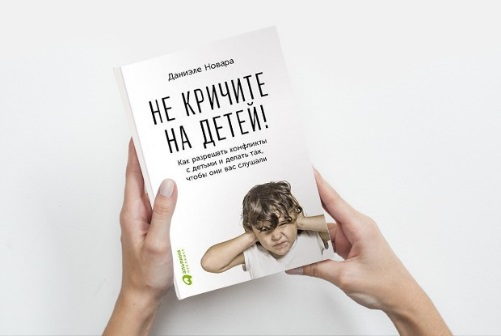 Даниэле Новара
НЕ КРИЧИТЕ
НА ДЕТЕЙ!
Как разрешать конфликты
с детьми и делать так,
чтобы они вас слушали